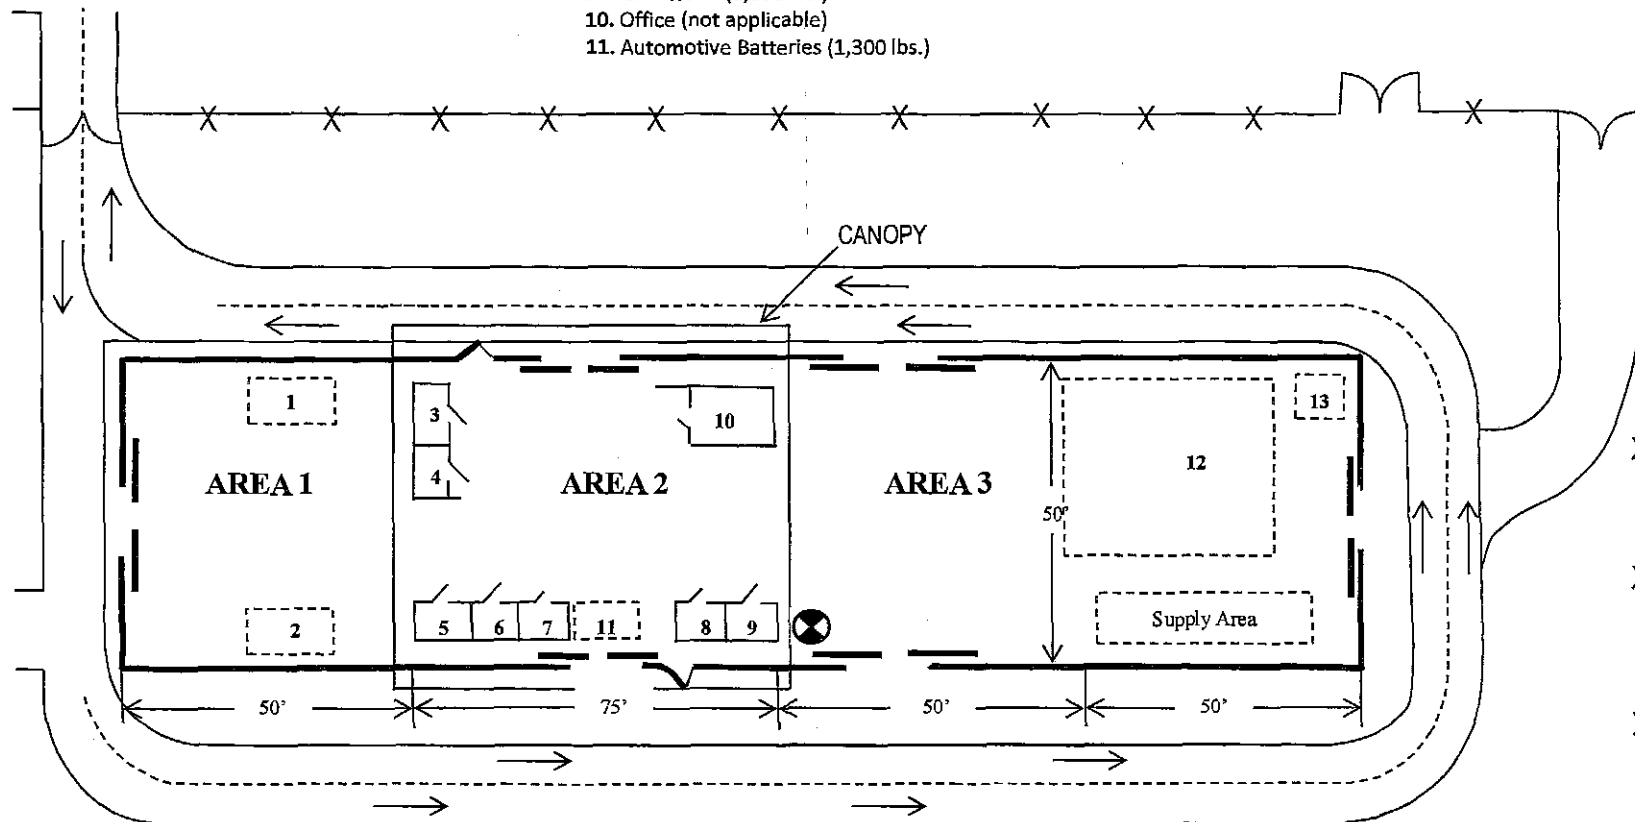 10. Office (not applicable)
11. Automotive Batteries (1,300 lbs.)
CANOPY
1
3
10
13
AREA 1
4
AREA 2
AREA 3
12
50'
2
5
6
7
11
8
9
Supply Area
50'
75'
50'
50'